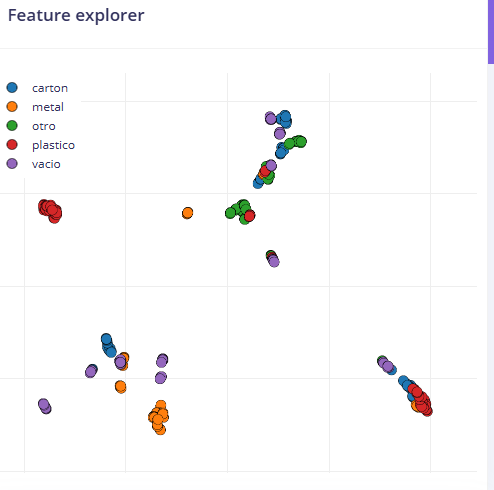 Feature explorer
carton
metal
otro
plastico
vacio